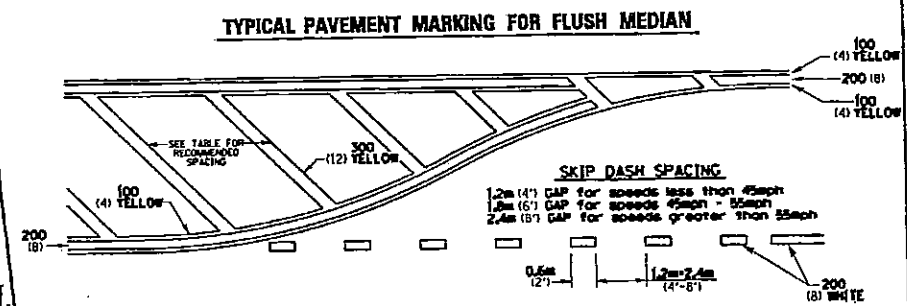 TYPICAL PAVEMENT MARKING FOR FLUSH MEDIAN
100
(4) YELLOW
200 (8)
100
(4) YELLOW
SEE TABLE FOR
RECOMMENDED
SPACING
300
(12) YELLOW
100
(4) YELLOW
200
(8)
SKIP DASH SPACING
1.2m (4') GAP for speeds less than 45mph
1.8m (6') GAP for speeds 45mph - 55mph
2.4m (8') GAP for speeds greater than 55mph
0.6m
(2')
1.2m-2.4m
(4'-8')
200
(8) WHITE